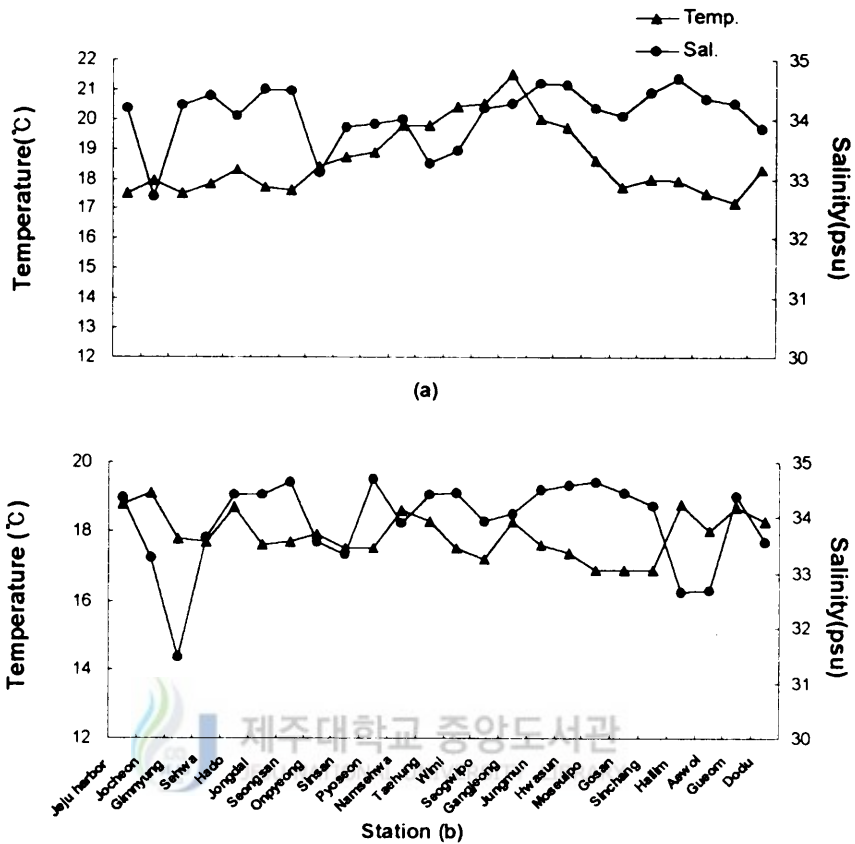 Temp.
Sal.
22
21
20
19
18
17
16
15
14
13
12
Temperature(℃)
35
34
33
32
31
30
Salinity(psu)
(a)
20
18
16
14
12
Temperature (℃)
35
34
33
32
31
30
Salinity(psu)
제주대학교 중앙도서관
Jeju harbor
Jocheon
Gimnyung
Sehwa
Hado
Jongdal
Seongsan
Onpyeong
Sinsan
Pyoseon
Namsehwa
Taehung
Wimi
Seogwipo
Gangjeong
Jungmun
Hwasun
Moseulpo
Gosan
Sinchang
Hallim
Aewol
Gueom
Dodu
Station (b)